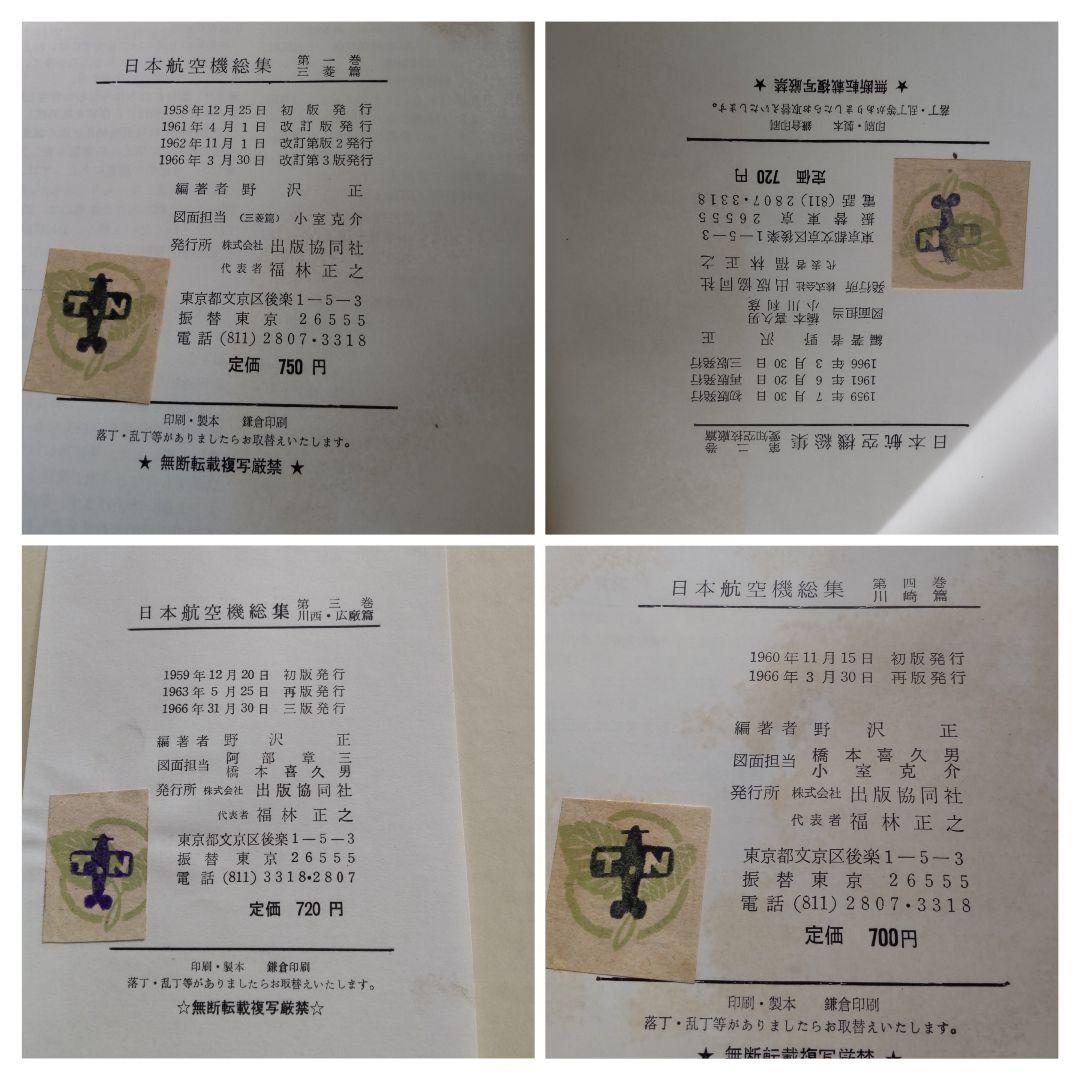 日本航空機総集 第一巻 三菱篇
1958年12月25日 初版発行
1961年4月1日 改訂版発行
1962年11月1日 改訂第版2発行
1966年3月30日 改訂第3版発行
編著者 野沢 正
図面担当 (三菱篇) 小室克介
発行所 株式会社 出版協同社
代表者 福林正之
東京都文京区後楽1-5-3
振替東京 26555
電話(811)2807・3318
定価 750円
T.N
印刷・製本 鎌倉印刷
落丁・乱丁等がありましたらお取替えいたします。
★ 無断転載複写厳禁 ★
日本航空機総集 第二巻 愛知空技廠篇
1959年7月30日 初版発行
1961年6月20日 再版発行
1966年3月30日 三版発行
編著者 野沢 正
図面担当 橋本喜久男
小川利彦
発行所 株式会社 出版協同社
代表者 福林正之
東京都文京区後楽1-5-3
振替東京 26555
電話(811)2807・3318
定価 720円
印刷・製本 鎌倉印刷
落丁・乱丁等がありましたらお取替えいたします。
★ 無断転載複写厳禁 ★
T.N
日本航空機総集 第三巻 川西・広廠篇
1959年12月20日 初版発行
1963年5月25日 再版発行
1966年31月30日 三版発行
編著者 野沢 正
図面担当 阿部章三
橋本喜久男
発行所 株式会社 出版協同社
代表者 福林正之
東京都文京区後楽1-5-3
振替東京 26555
電話(811)3318・2807
定価 720円
T.N
印刷・製本 鎌倉印刷
落丁・乱丁等がありましたらお取替えいたします。
☆無断転載複写厳禁☆
日本航空機総集 第四巻 川崎篇
1960年11月15日 初版発行
1966年3月30日 再版発行
編著者 野沢 正
図面担当 橋本喜久男
小室克介
発行所 株式会社 出版協同社
代表者 福林正之
東京都文京区後楽1-5-3
振替東京 26555
電話(811)2807・3318
定価 700円
T.N
印刷・製本 鎌倉印刷
落丁・乱丁等がありましたらお取替えいたします。
★ 無断転載複写厳禁 ★